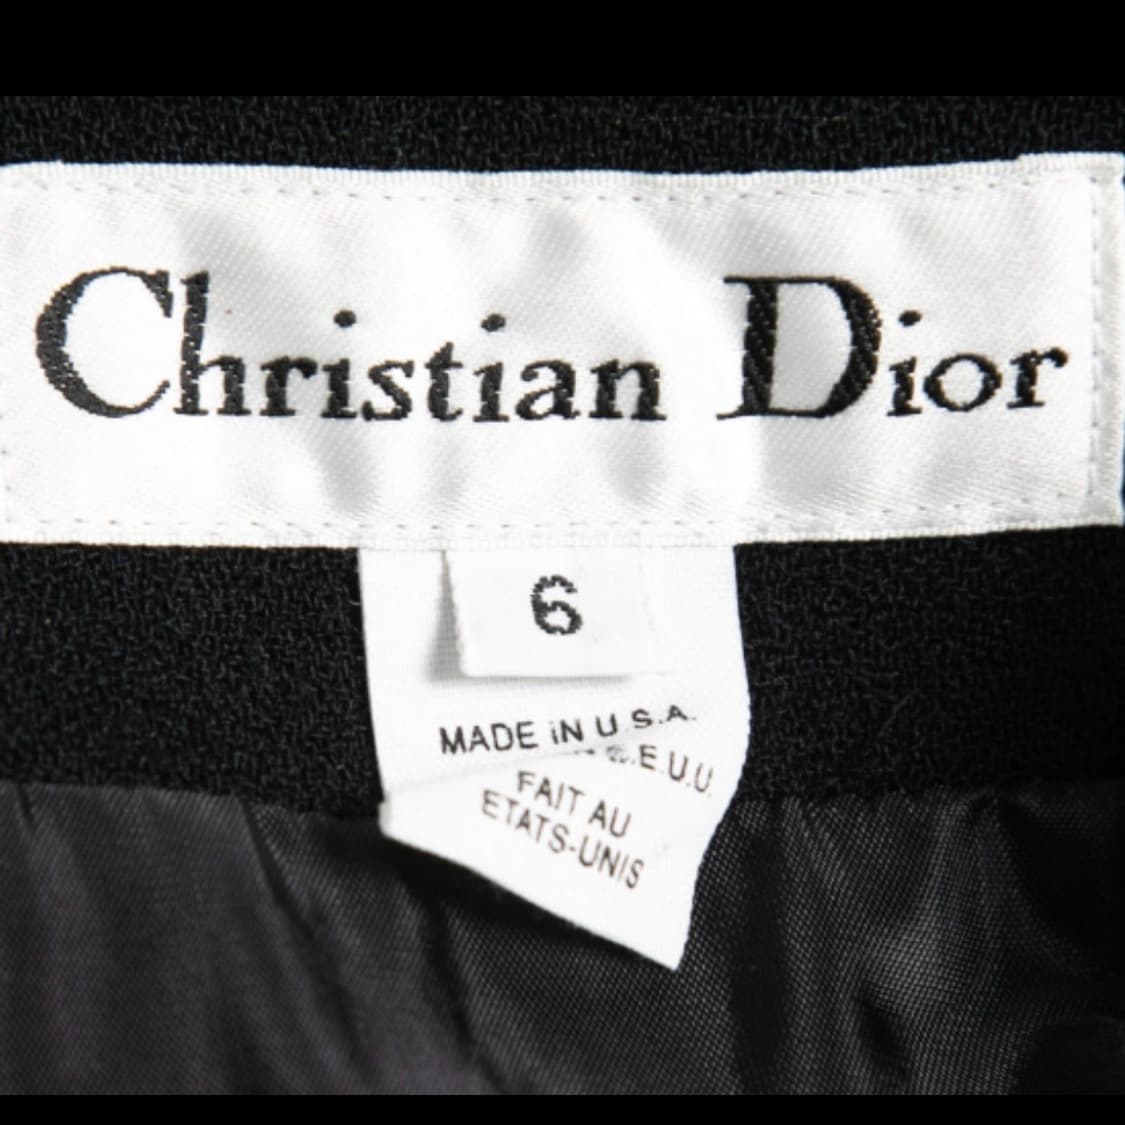 Christian Dior
6
MADE iN U.S.A.
E.U.U.
FAIT AU
ETATS-UNIS